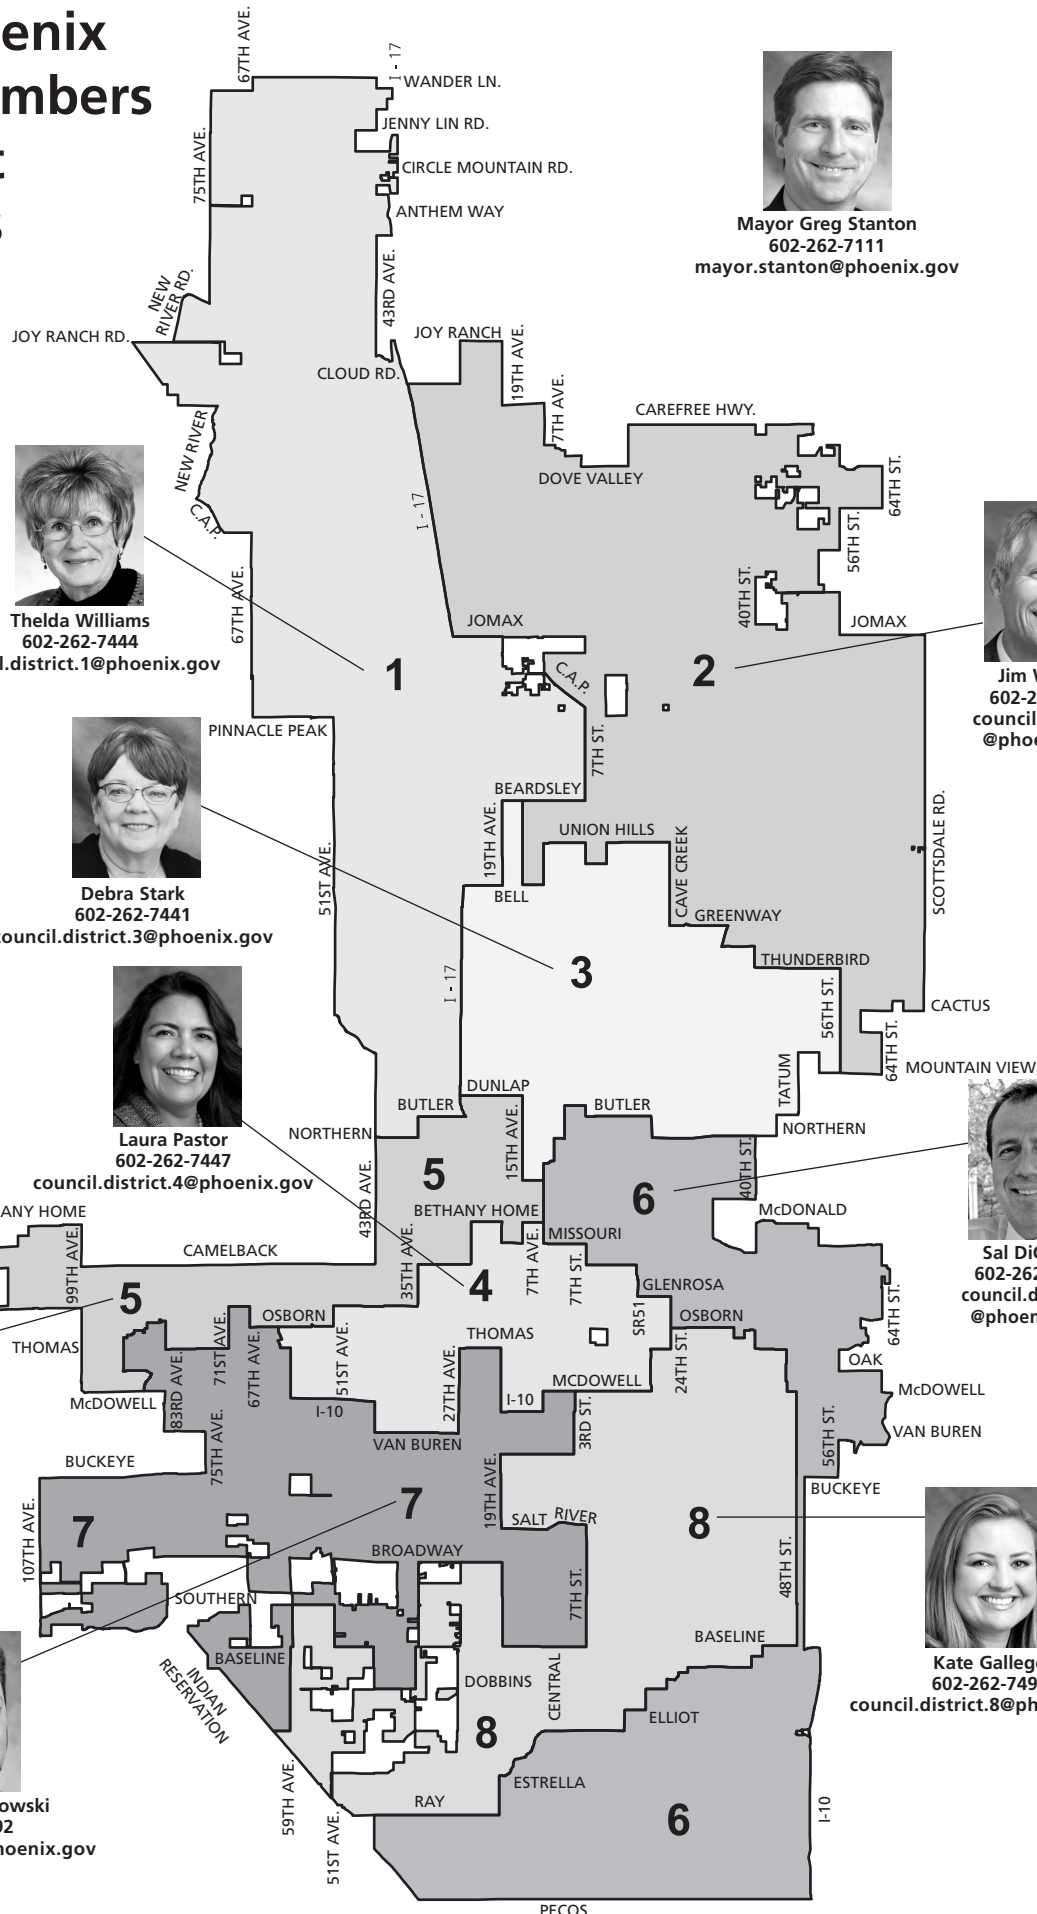 enix
mbers
67TH AVE.
I - 17
WANDER LN.
JENNY LIN RD.
75TH AVE.
CIRCLE MOUNTAIN RD.
ANTHEM WAY
Mayor Greg Stanton
602-262-7111
mayor.stanton@phoenix.gov
NEW
RIVER RD.
43RD AVE.
JOY RANCH RD.
JOY RANCH
19TH AVE.
CLOUD RD.
7TH AVE.
CAREFREE HWY.
NEW RIVER
DOVE VALLEY
64TH ST.
C.A.P.
I - 17
56TH ST.
67TH AVE.
40TH ST.
Thelda Williams
602-262-7444
l.district.1@phoenix.gov
JOMAX
JOMAX
1
2
C.A.P.
Jim W
602-2
council.
@phoe
PINNACLE PEAK
7TH ST.
BEARDSLEY
19TH AVE.
UNION HILLS
CAVE CREEK
SCOTTSDALE RD.
51ST AVE.
BELL
GREENWAY
Debra Stark
602-262-7441
council.district.3@phoenix.gov
THUNDERBIRD
3
I - 17
56TH ST.
CACTUS
64TH ST.
MOUNTAIN VIEW
TATUM
DUNLAP
BUTLER
BUTLER
NORTHERN
NORTHERN
Laura Pastor
602-262-7447
council.district.4@phoenix.gov
15TH AVE.
5
6
40TH ST.
43RD AVE.
ANY HOME
BETHANY HOME
McDONALD
99TH AVE.
CAMELBACK
35TH AVE.
7TH AVE.
MISSOURI
7TH ST.
Sal DiC
602-262
council.d
@phoen
5
4
GLENROSA
SR51
OSBORN
OSBORN
64TH ST.
THOMAS
71ST AVE.
67TH AVE.
51ST AVE.
THOMAS
24TH ST.
OAK
83RD AVE.
27TH AVE.
McDOWELL
MCDOWELL
McDOWELL
I-10
I-10
3RD ST.
75TH AVE.
VAN BUREN
VAN BUREN
56TH ST.
BUCKEYE
BUCKEYE
107TH AVE.
7
7
19TH AVE.
SALT RIVER
8
BROADWAY
48TH ST.
7TH ST.
SOUTHERN
BASELINE
BASELINE
INDIAN
RESERVATION
DOBBINS
CENTRAL
Kate Galleg
602-262-749
council.district.8@ph
8
ELLIOT
59TH AVE.
ESTRELLA
RAY
51ST AVE.
6
I-10
owski
92
hoenix.gov
PECOS